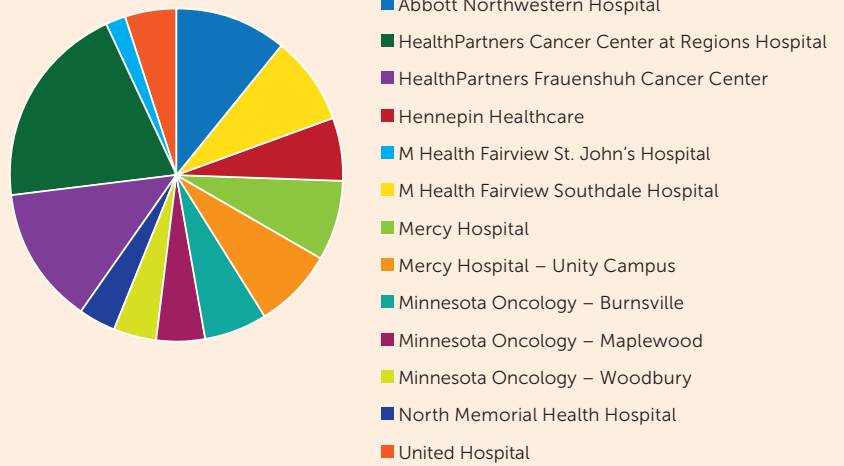 Abbott Northwestern Hospital
HealthPartners Cancer Center at Regions Hospital
HealthPartners Frauenshuh Cancer Center
Hennepin Healthcare
M Health Fairview St. John’s Hospital
M Health Fairview Southdale Hospital
Mercy Hospital
Mercy Hospital – Unity Campus
Minnesota Oncology – Burnsville
Minnesota Oncology – Maplewood
Minnesota Oncology – Woodbury
North Memorial Health Hospital
United Hospital